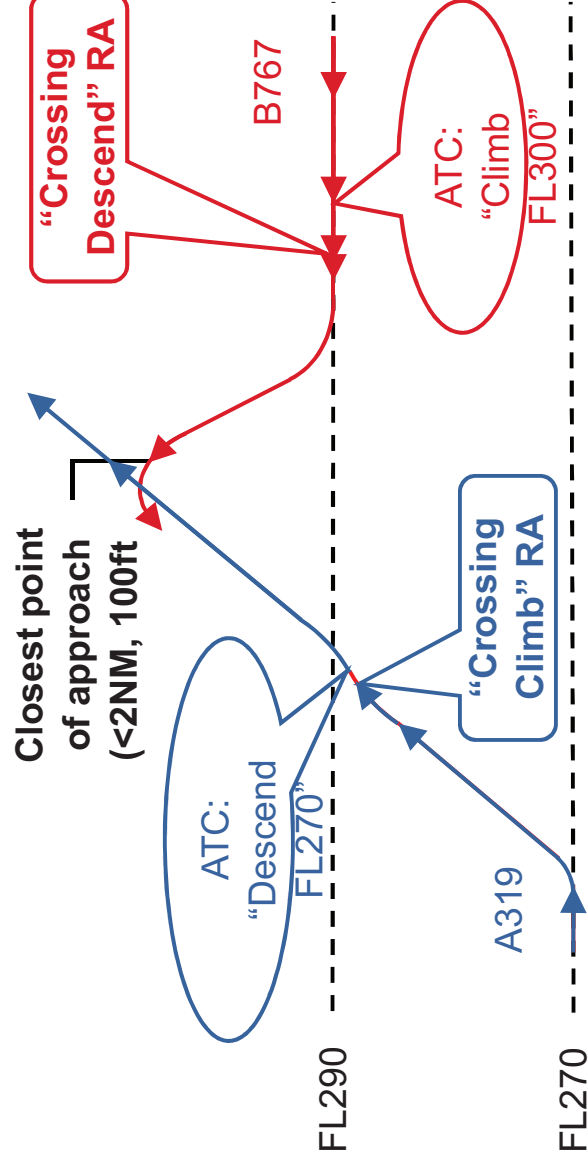 “Crossing
Descend” RA
B767
ATC:
“Climb
FL300”
Closest point
of approach
(<2NM, 100ft
ATC:
“Descend
FL270”
“Crossing
Climb” RA
A319
FL290
FL270